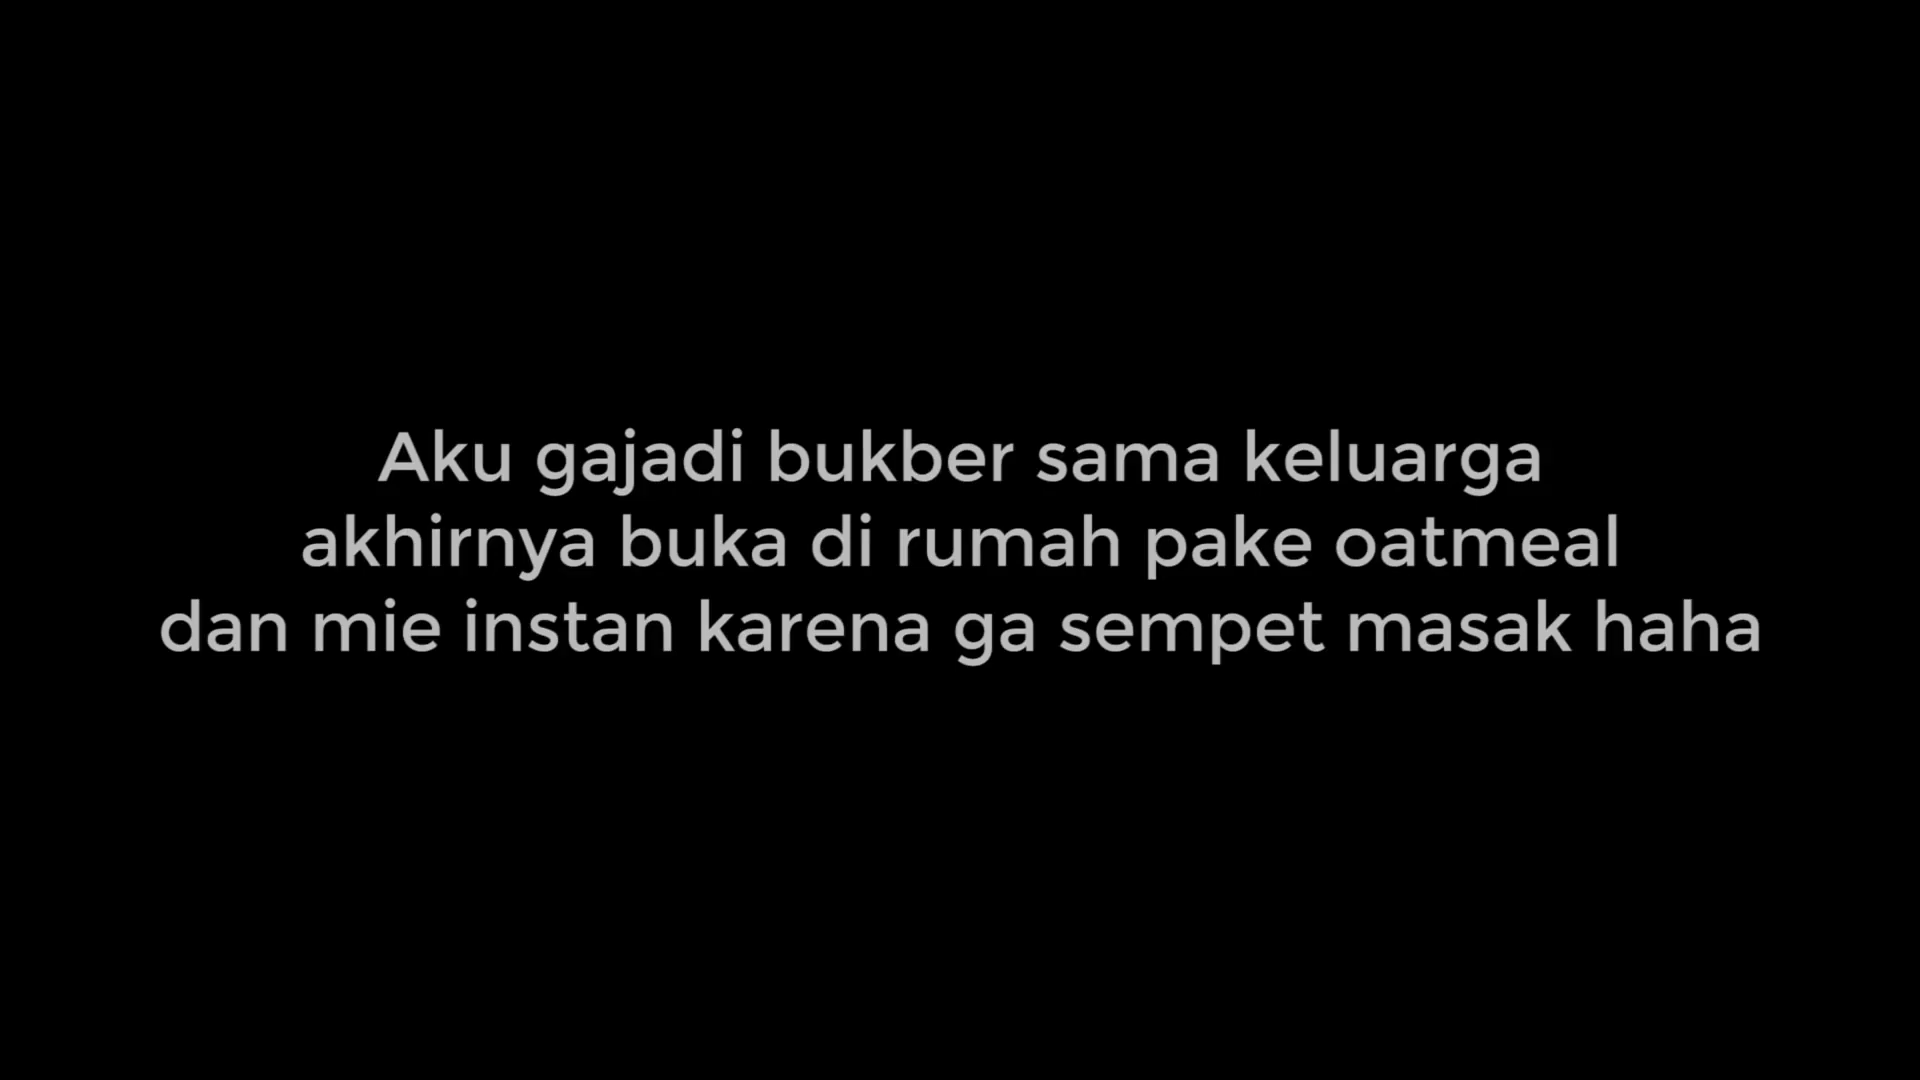 Aku gajadi bukber sama keluarga
akhirnya buka di rumah pake oatmeal
dan mie instan karena ga sempet masak haha